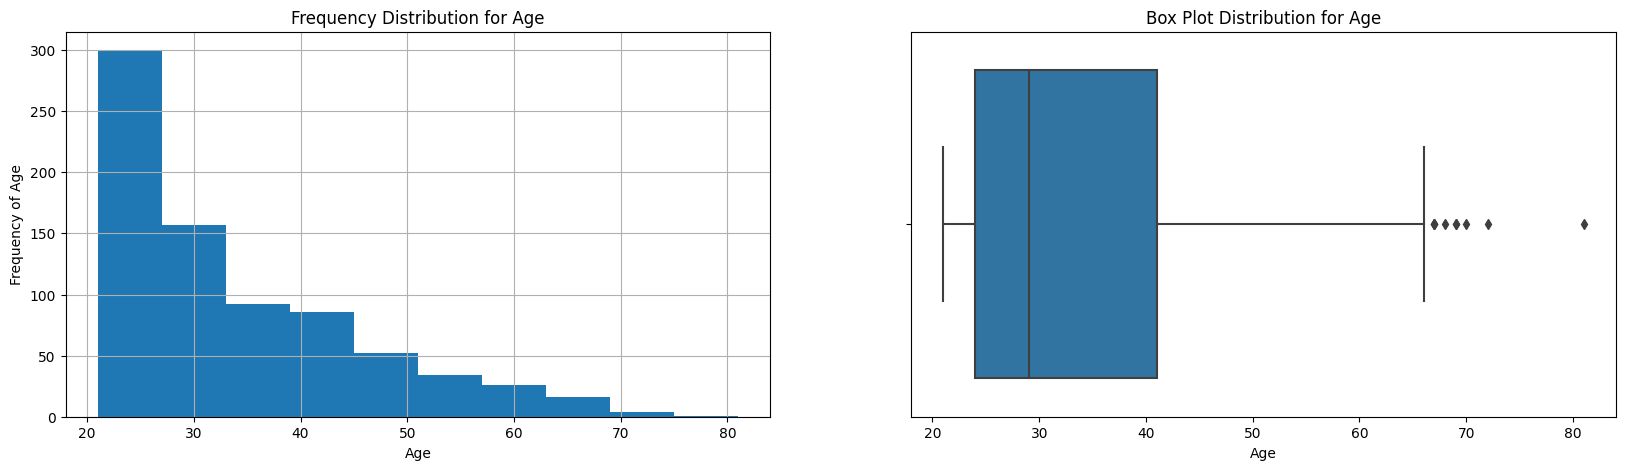 Frequency Distribution for Age
300
250
200
150
100
50
0
Frequency of Age
20 30 40 50 60 70 80
Age
Box Plot Distribution for Age
20 30 40 50 60 70 80
Age